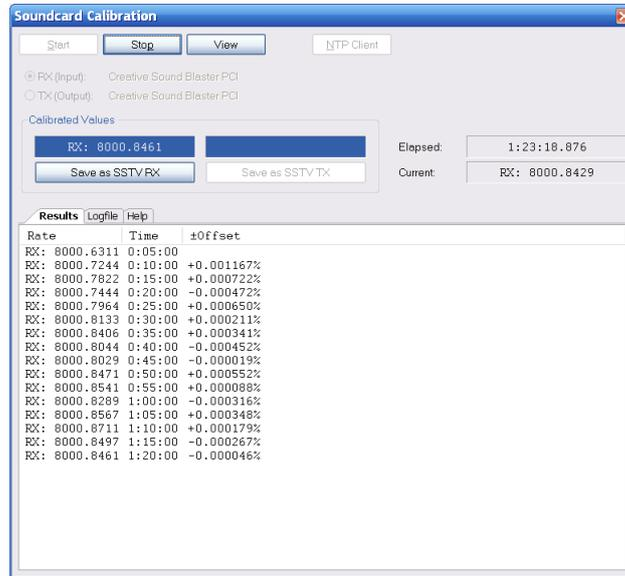 Soundcard Calibration
Start Stop View NTP Client
RX (Input): Creative Sound Blaster PCI
TX (Output): Creative Sound Blaster PCI
Calibrated Values
RX: 8000.8461 Elapsed: 1:23:18.876
Save as SSTV RX Save as SSTV TX Current: RX: 8000.8429
Results Logfile Help
Rate Time ±Offset
RX: 8000.6311 0:05:00
RX: 8000.7244 0:10:00 +0.001167%
RX: 8000.7822 0:15:00 +0.000722%
RX: 8000.7444 0:20:00 -0.000472%
RX: 8000.7964 0:25:00 +0.000650%
RX: 8000.8133 0:30:00 +0.000211%
RX: 8000.8406 0:35:00 +0.000341%
RX: 8000.8044 0:40:00 -0.000452%
RX: 8000.8029 0:45:00 -0.000019%
RX: 8000.8471 0:50:00 +0.000552%
RX: 8000.8541 0:55:00 +0.000088%
RX: 8000.8289 1:00:00 -0.000316%
RX: 8000.8567 1:05:00 +0.000348%
RX: 8000.8711 1:10:00 +0.000179%
RX: 8000.8497 1:15:00 -0.000267%
RX: 8000.8461 1:20:00 -0.000046%